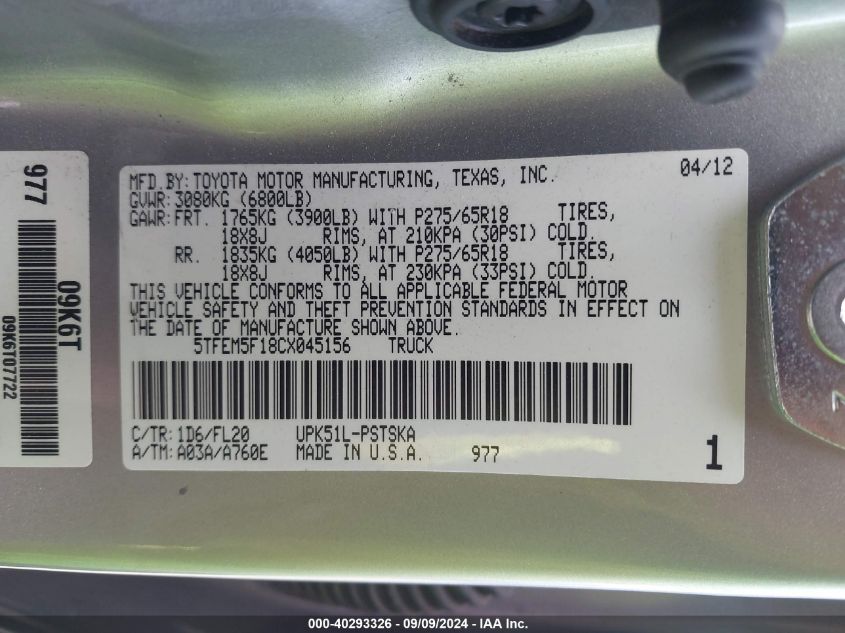 MFD.BY:TOYOTA MOTOR MANUFACTURING, TEXAS, INC. 04/12
GVWR:3080KG (6800LB)
GAWR:FRT. 1765KG (3900LB) WITH P275/65R18 TIRES,
18X8J RIMS, AT 210KPA (30PSI) COLD.
RR. 1835KG (4050LB) WITH P275/65R18 TIRES,
18X8J RIMS, AT 230KPA (33PSI) COLD.
THIS VEHICLE CONFORMS TO ALL APPLICABLE FEDERAL MOTOR
VEHICLE SAFETY AND THEFT PREVENTION STANDARDS IN EFFECT ON
THE DATE OF MANUFACTURE SHOWN ABOVE.
5TFEM5F18CX045156 TRUCK
C/TR:1D6/FL20 UPK51L-PSTSKA
A/TM:A03A/A760E MADE IN U.S.A. 977 1
977
09K6T
09K6T07722
000-40293326 - 09/09/2024 - IAA Inc.